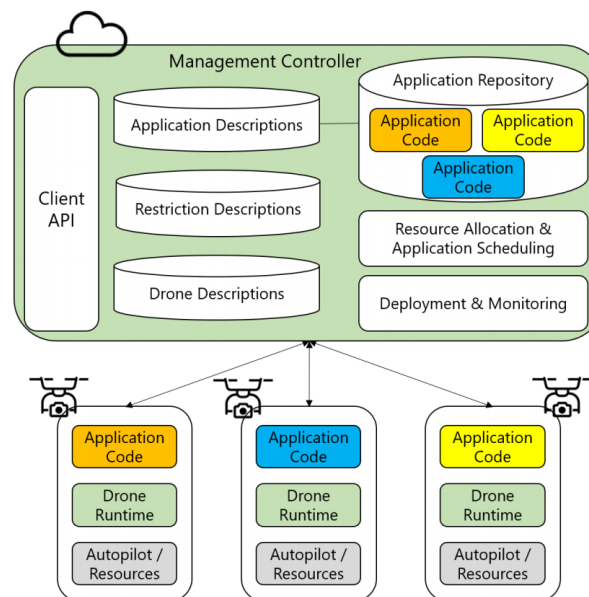 Management Controller
Client
API
Application Descriptions
Restriction Descriptions
Drone Descriptions
Application Repository
Application
Code
Application
Code
Application
Code
Resource Allocation &
Application Scheduling
Deployment & Monitoring
Application
Code
Drone
Runtime
Autopilot /
Resources
Application
Code
Drone
Runtime
Autopilot /
Resources
Application
Code
Drone
Runtime
Autopilot /
Resources